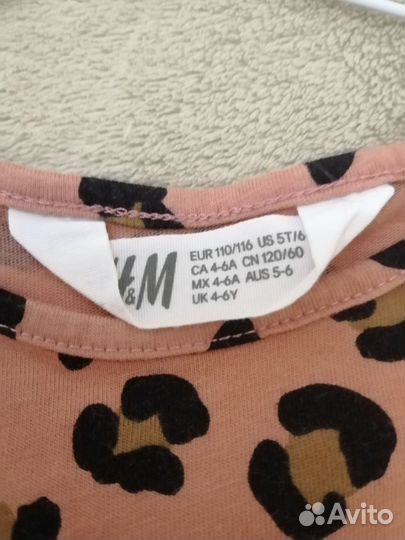 H&M
EUR 110/116 US 5T/6
CA 4-6A CN 120/60
MX 4-6A AUS 5-6
UK 4-6Y
Avito